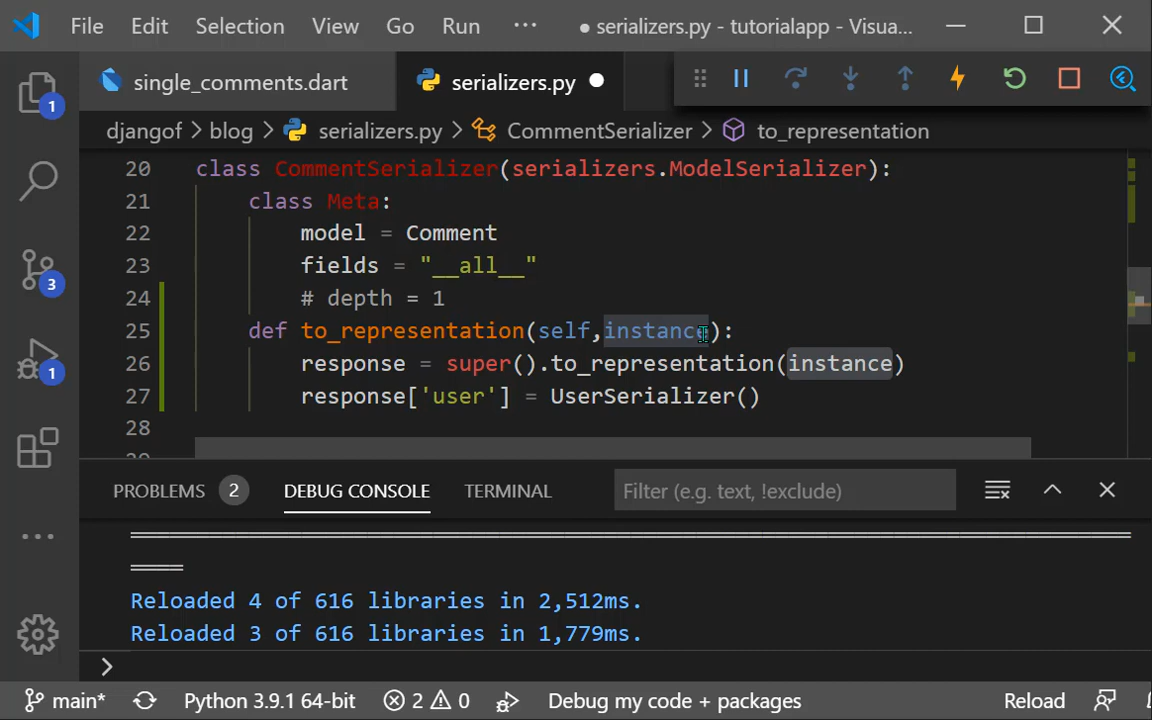 File Edit Selection View Go Run ··· ● serializers.py - tutorialapp - Visua...
single_comments.dart serializers.py ●
djangof > blog > serializers.py > CommentSerializer > to_representation
20 class CommentSerializer(serializers.ModelSerializer):
21 class Meta:
22 model = Comment
23 fields = "__all__"
24 # depth = 1
25 def to_representation(self,instance):
26 response = super().to_representation(instance)
27 response['user'] = UserSerializer()
28
PROBLEMS 2 DEBUG CONSOLE TERMINAL Filter (e.g. text, !exclude)
Reloaded 4 of 616 libraries in 2,512ms.
Reloaded 3 of 616 libraries in 1,779ms.
>
main* Python 3.9.1 64-bit 2 0 Debug my code + packages Reload
1
3
1